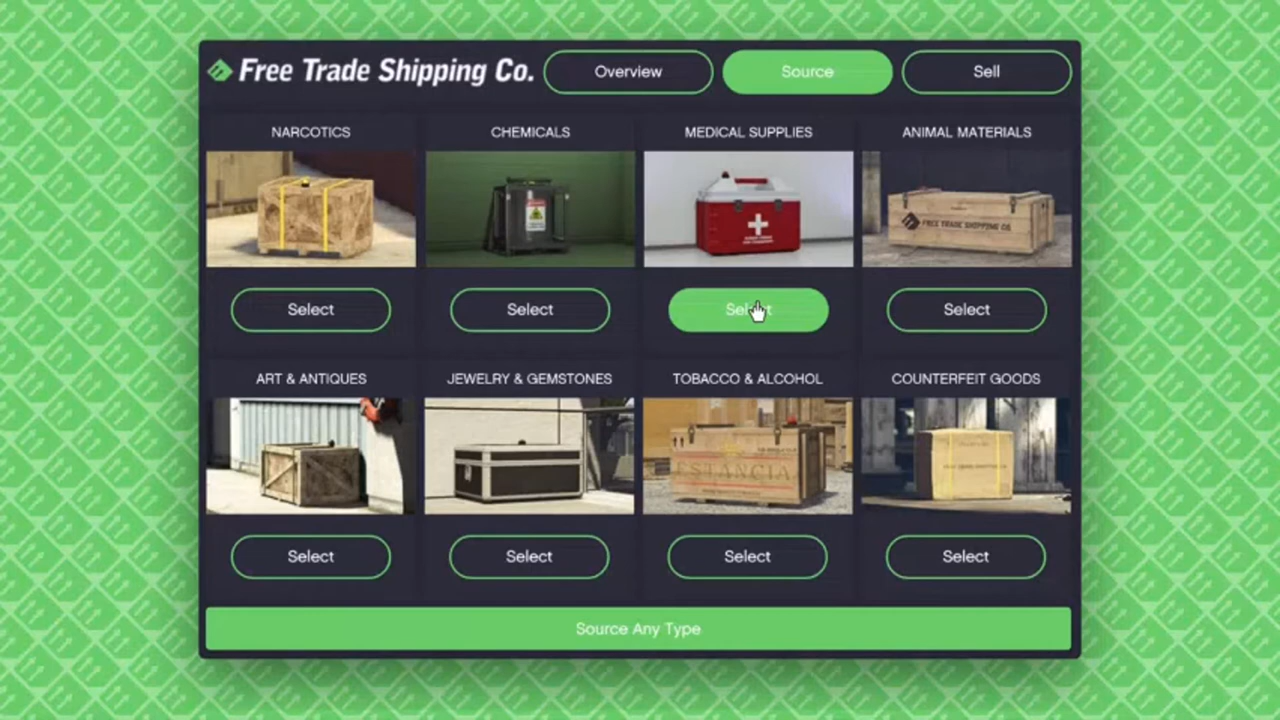 Free Trade Shipping Co.
Overview
Source
Sell
NARCOTICS
CHEMICALS
MEDICAL SUPPLIES
ANIMAL MATERIALS
FREE TRADE SHIPPING CO.
Select
Select
Select
Select
ART & ANTIQUES
JEWELRY & GEMSTONES
TOBACCO & ALCOHOL
COUNTERFEIT GOODS
ESTANCIA
Select
Select
Select
Select
Source Any Type